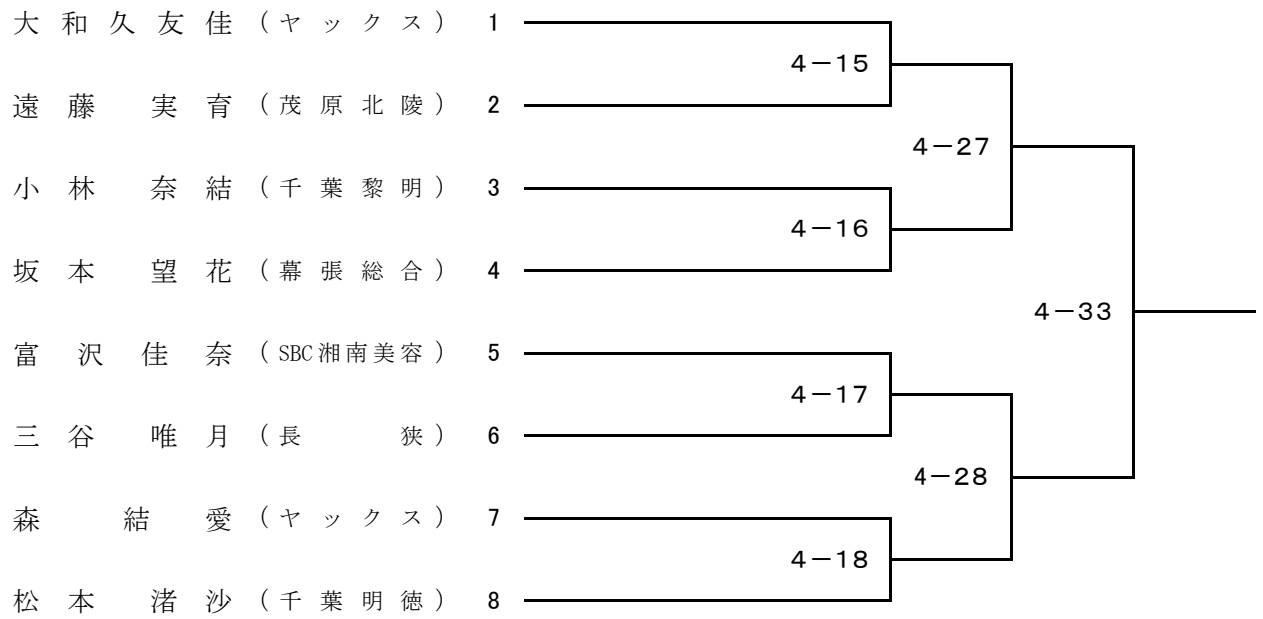 大和久友佳(ヤックス) 1
4－15
遠藤 実育(茂原北陵) 2
4－27
小林 奈結(千葉黎明) 3
4－16
坂本 望花(幕張総合) 4
4－33
富沢佳奈(SBC湘南美容) 5
4－17
三谷 唯月(長狭) 6
4－28
森 結愛(ヤックス) 7
4－18
松本 渚沙(千葉明徳) 8